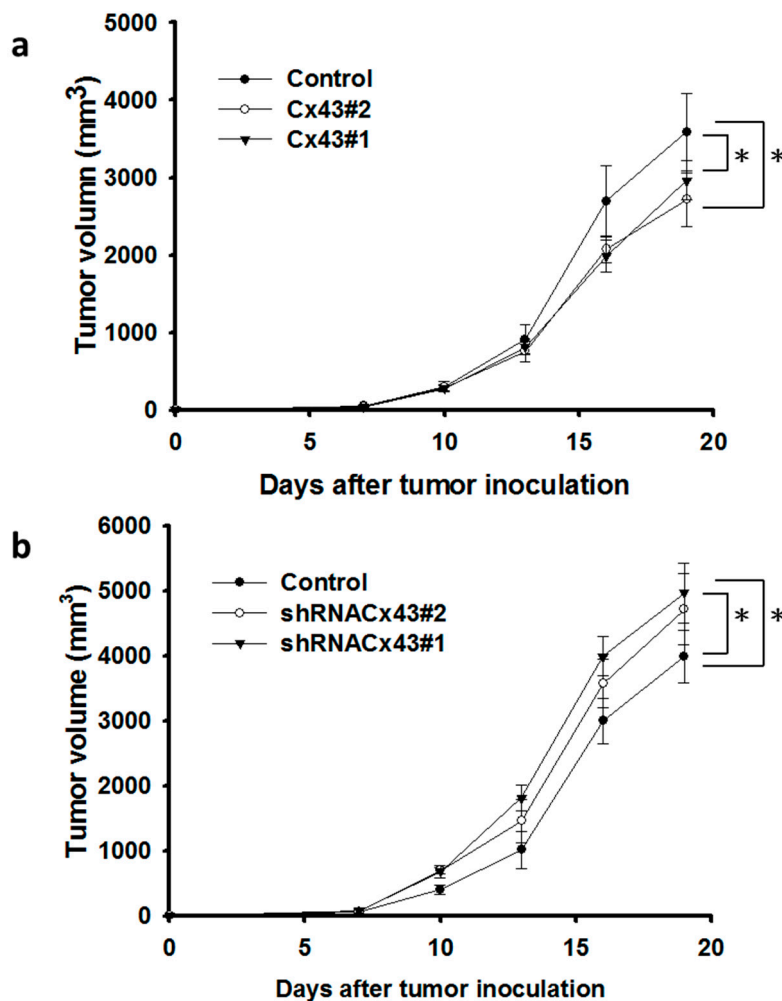 a
Tumor volumn (mm³)
5000
4000
3000
2000
1000
0
Control
Cx43#2
Cx43#1
*
*
0 5 10 15 20
Days after tumor inoculation
b
Tumor volume (mm³)
6000
5000
4000
3000
2000
1000
0
Control
shRNACx43#2
shRNACx43#1
*
*
0 5 10 15 20
Days after tumor inoculation